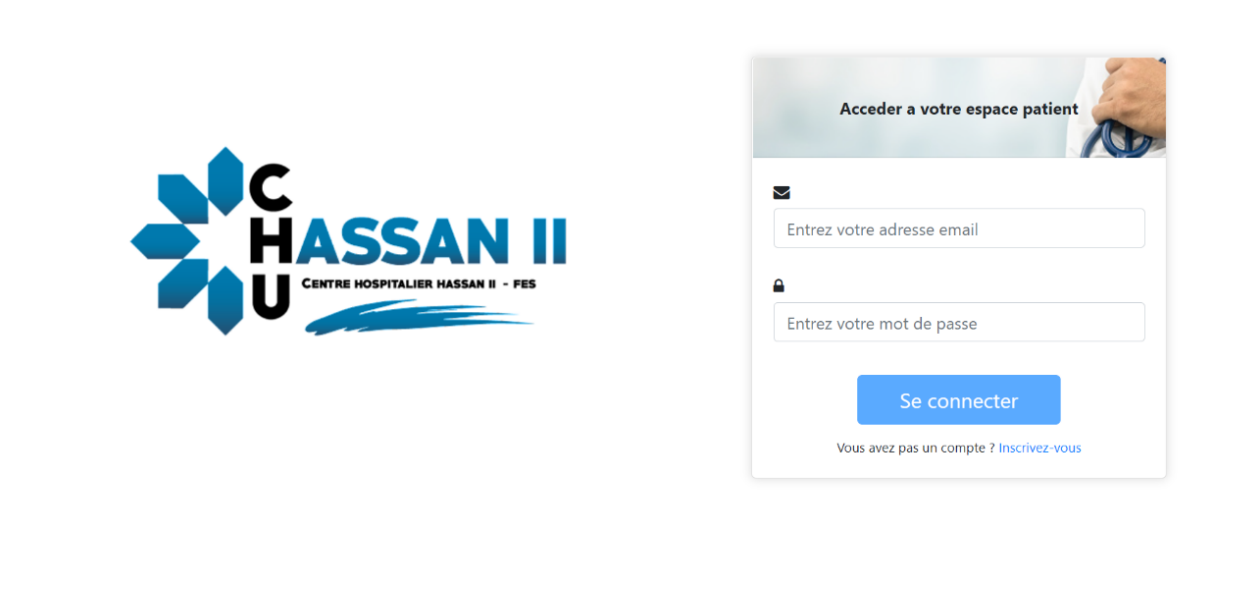 CHU
HASSAN II
CENTRE HOSPITALIER HASSAN II - FES
Acceder a votre espace patient
Entrez votre adresse email
Entrez votre mot de passe
Se connecter
Vous avez pas un compte ? Inscrivez-vous